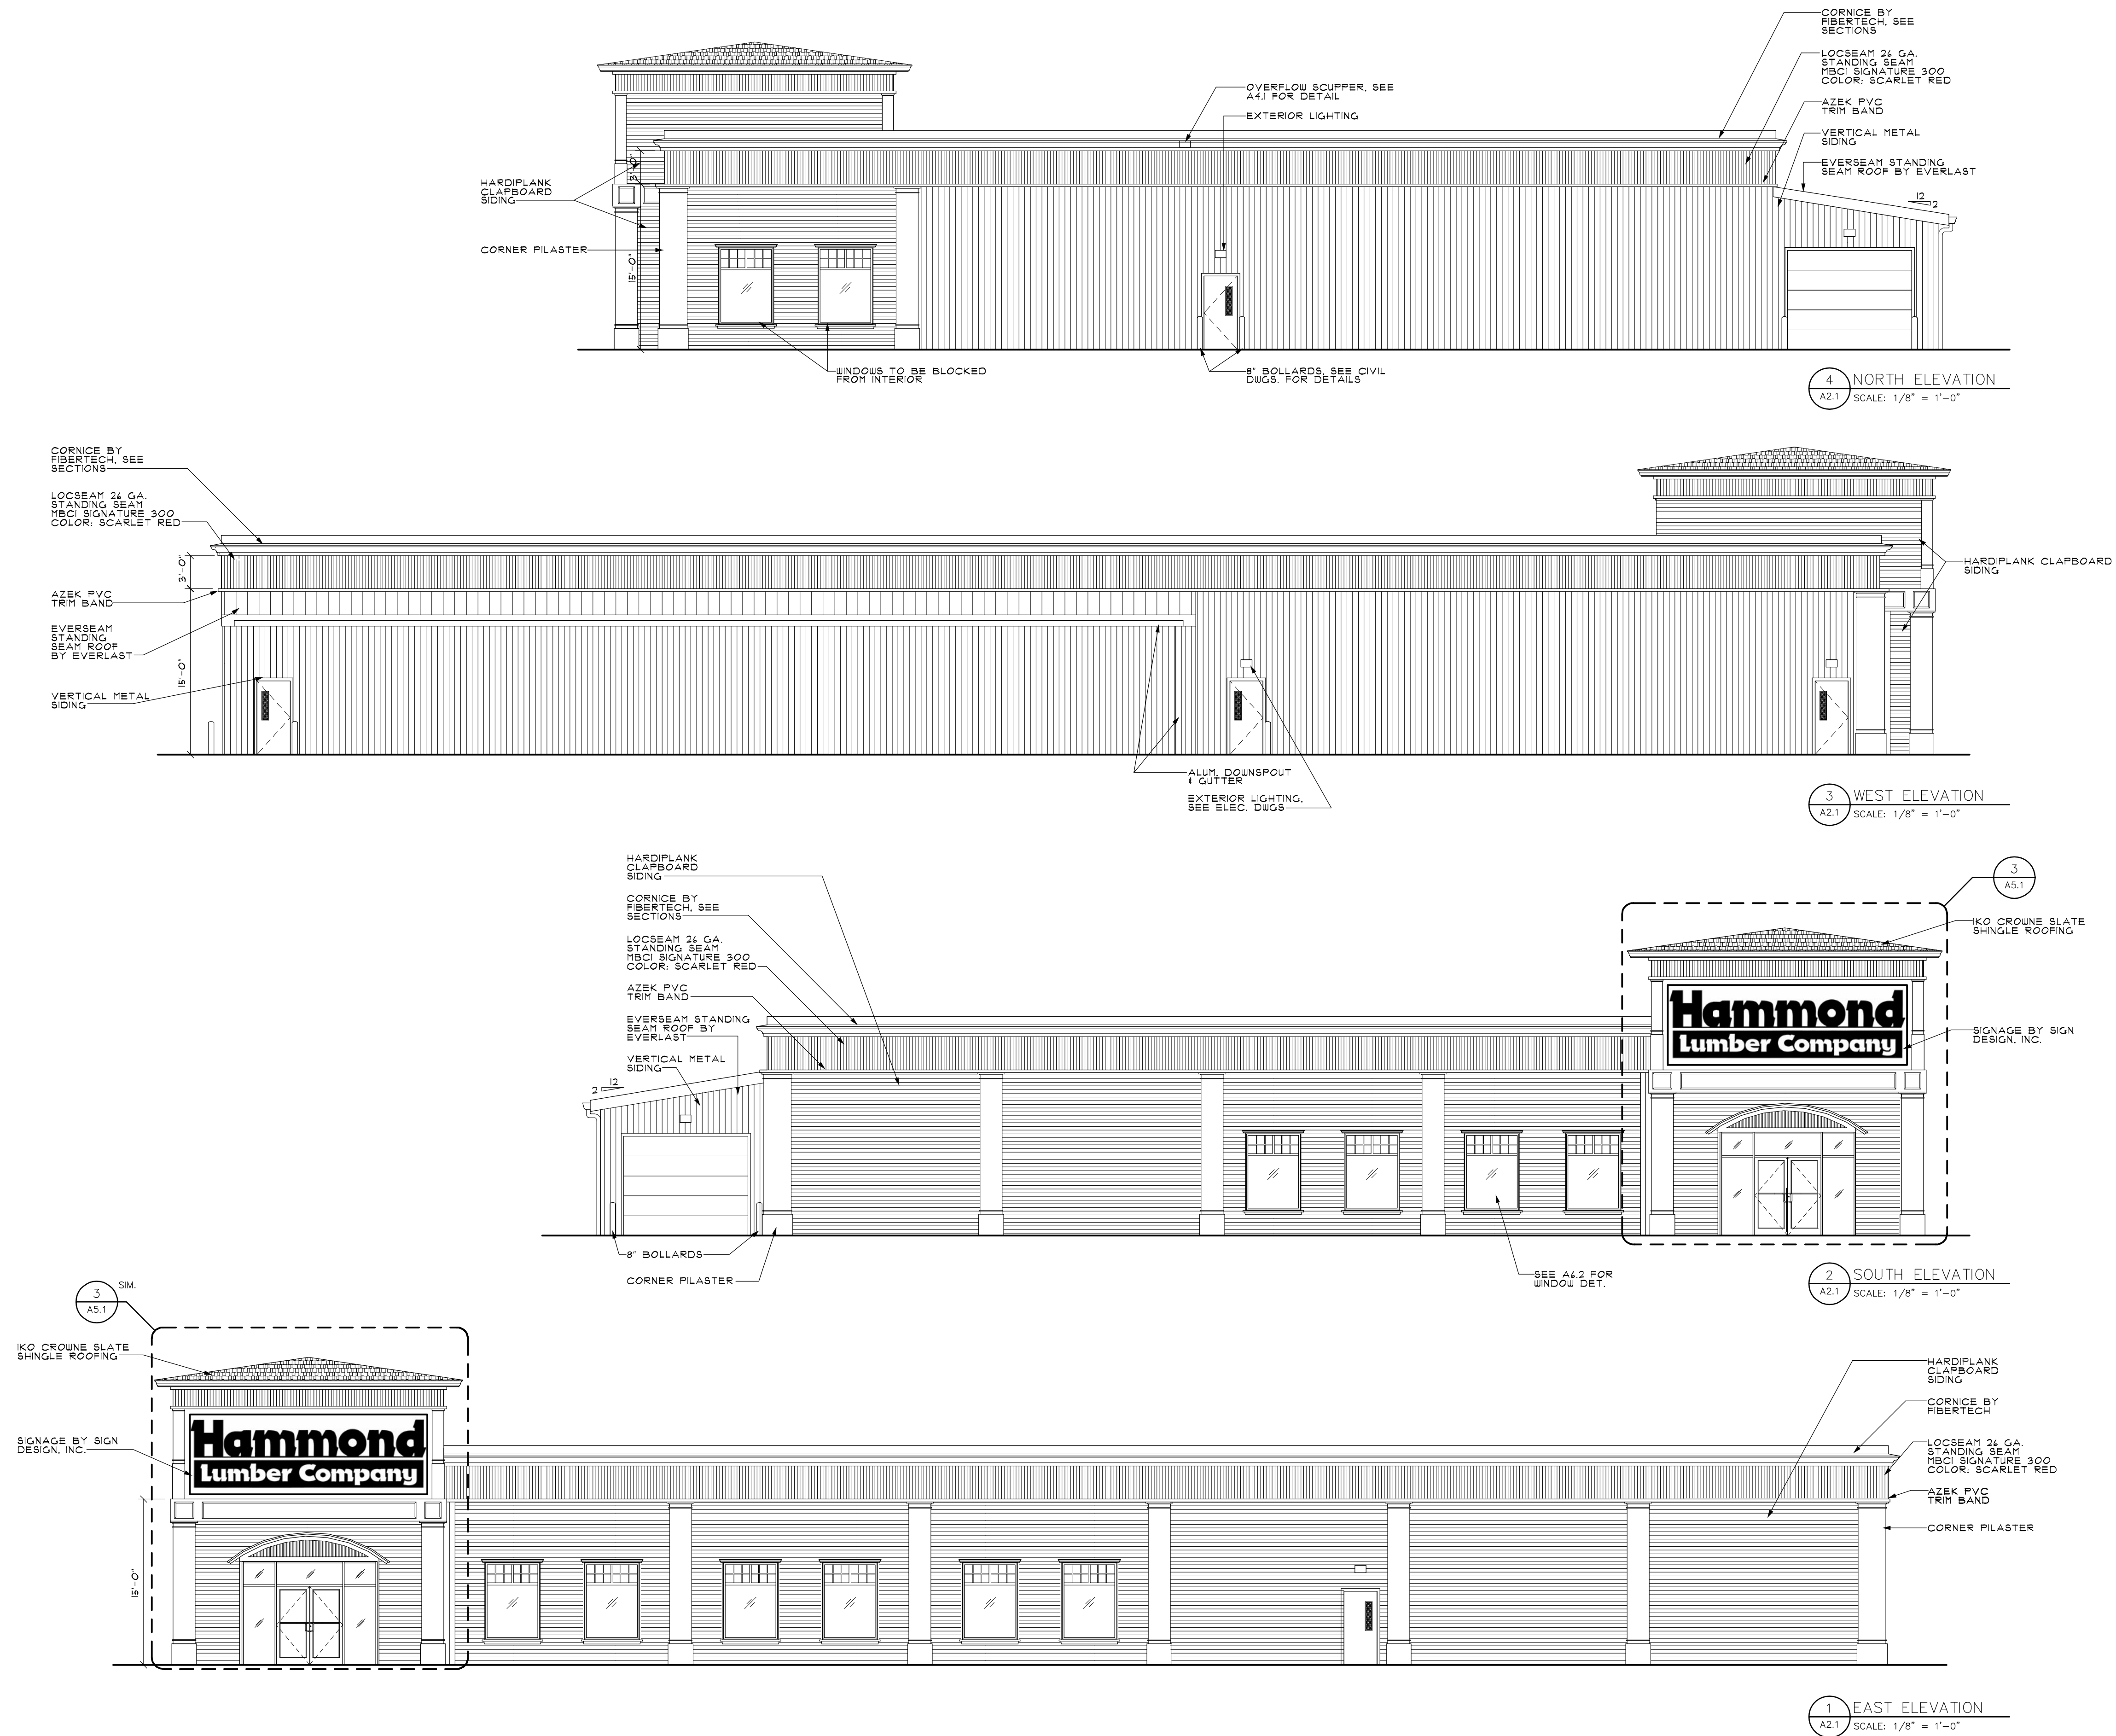 CORNICE BY
FIBERTECH, SEE
SECTIONS
LOCSEAM 26 GA.
STANDING SEAM
MBCI SIGNATURE 300
COLOR: SCARLET RED
OVERFLOW SCUPPER, SEE
A4.1 FOR DETAIL
EXTERIOR LIGHTING
AZEK PVC
TRIM BAND
VERTICAL METAL
SIDING
EVERSEAM STANDING
SEAM ROOF BY EVERLAST
12
2
3'-0"
HARDIPLANK
CLAPBOARD
SIDING
CORNER PILASTER
15'-0"
WINDOWS TO BE BLOCKED
FROM INTERIOR
8" BOLLARDS, SEE CIVIL
DWGS. FOR DETAILS
4
A2.1
NORTH ELEVATION
SCALE: 1/8" = 1'-0"
CORNICE BY
FIBERTECH, SEE
SECTIONS
LOCSEAM 26 GA.
STANDING SEAM
MBCI SIGNATURE 300
COLOR: SCARLET RED
3'-0"
AZEK PVC
TRIM BAND
EVERSEAM
STANDING
SEAM ROOF
BY EVERLAST
15'-0"
VERTICAL METAL
SIDING
HARDIPLANK CLAPBOARD
SIDING
ALUM. DOWNSPOUT
& GUTTER
EXTERIOR LIGHTING,
SEE ELEC. DWGS
3
A2.1
WEST ELEVATION
SCALE: 1/8" = 1'-0"
HARDIPLANK
CLAPBOARD
SIDING
CORNICE BY
FIBERTECH, SEE
SECTIONS
LOCSEAM 26 GA.
STANDING SEAM
MBCI SIGNATURE 300
COLOR: SCARLET RED
AZEK PVC
TRIM BAND
EVERSEAM STANDING
SEAM ROOF BY
EVERLAST
VERTICAL METAL
SIDING
12
2
3
A5.1
IKO CROWNE SLATE
SHINGLE ROOFING
Hammond
Lumber Company
SIGNAGE BY SIGN
DESIGN, INC.
8" BOLLARDS
CORNER PILASTER
SEE A6.2 FOR
WINDOW DET.
2
A2.1
SOUTH ELEVATION
SCALE: 1/8" = 1'-0"
3
A5.1
SIM.
IKO CROWNE SLATE
SHINGLE ROOFING
Hammond
Lumber Company
SIGNAGE BY SIGN
DESIGN, INC.
15'-0"
HARDIPLANK
CLAPBOARD
SIDING
CORNICE BY
FIBERTECH
LOCSEAM 26 GA.
STANDING SEAM
MBCI SIGNATURE 300
COLOR: SCARLET RED
AZEK PVC
TRIM BAND
CORNER PILASTER
1
A2.1
EAST ELEVATION
SCALE: 1/8" = 1'-0"